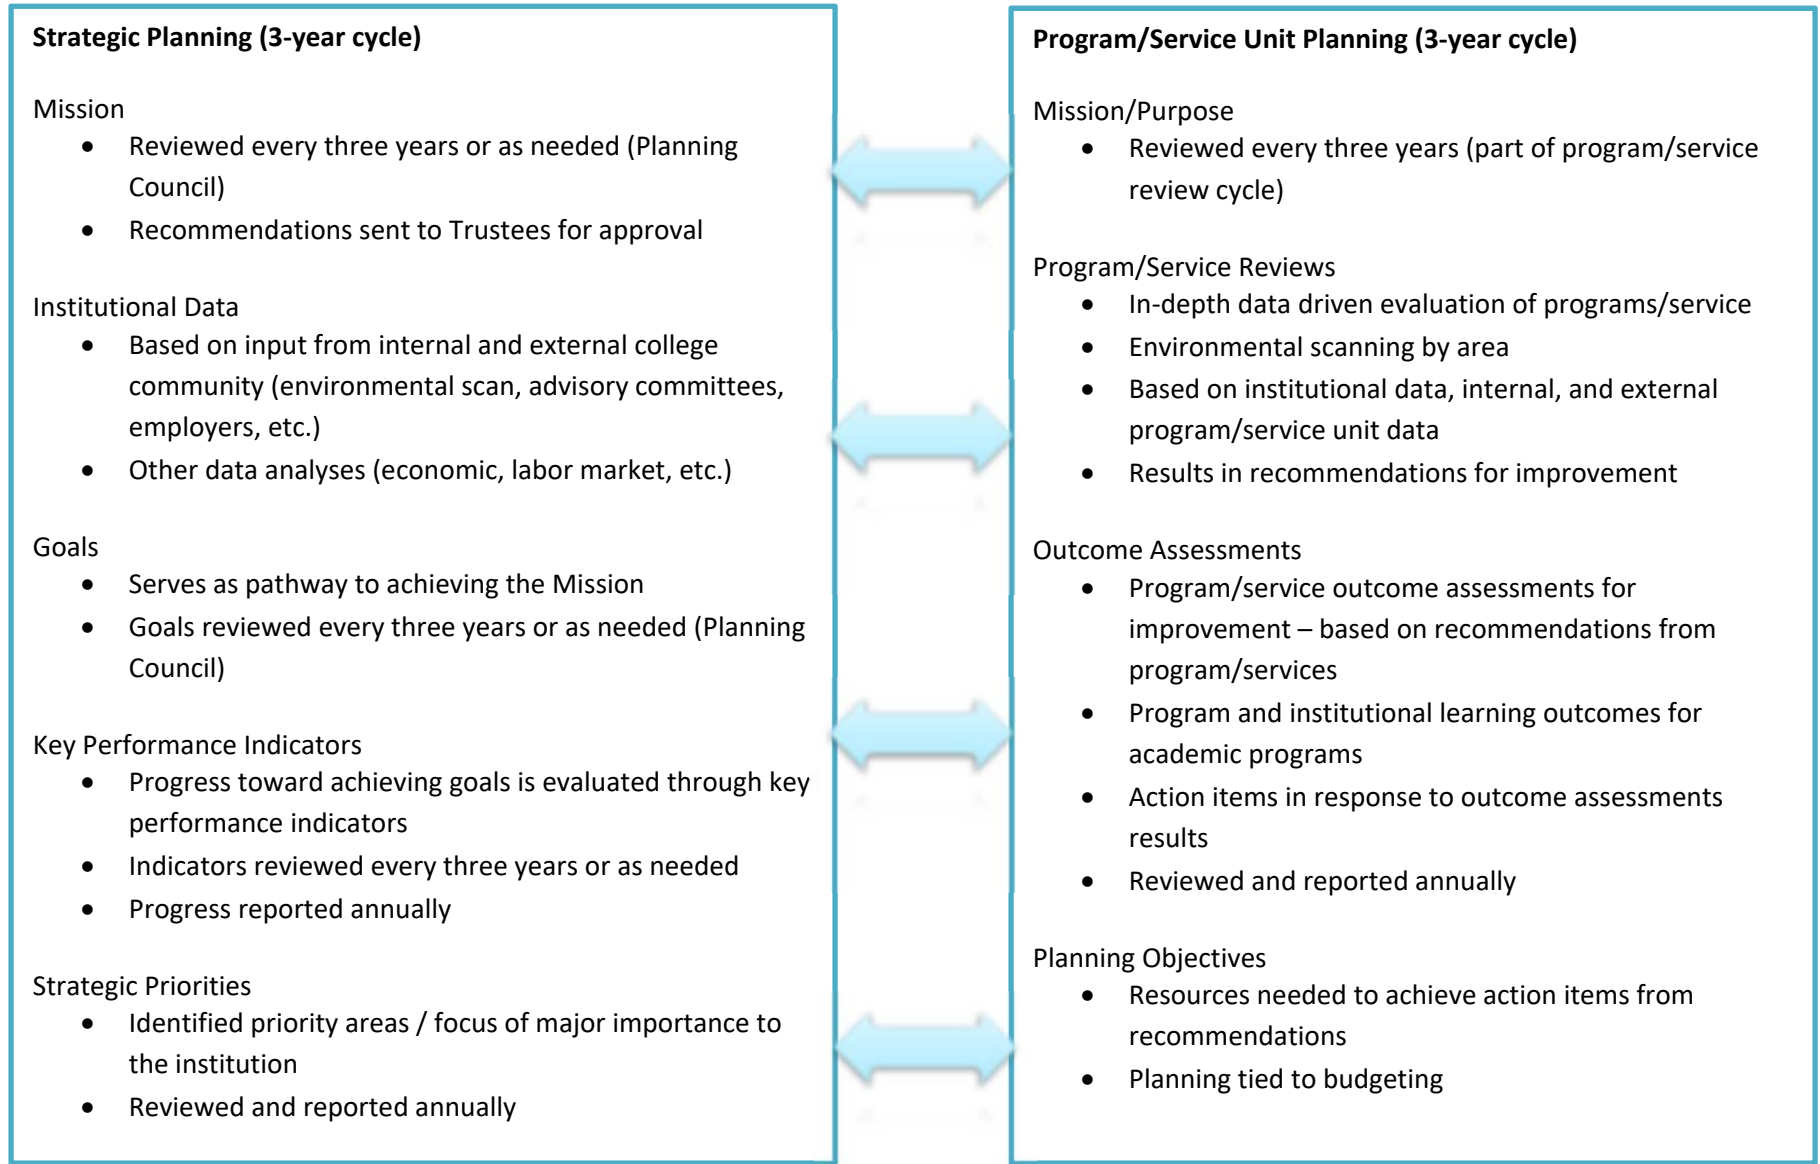 Strategic Planning (3-year cycle)
Mission
• Reviewed every three years or as needed (Planning
Council)
• Recommendations sent to Trustees for approval
Institutional Data
• Based on input from internal and external college
community (environmental scan, advisory committees,
employers, etc.)
• Other data analyses (economic, labor market, etc.)
Goals
• Serves as pathway to achieving the Mission
• Goals reviewed every three years or as needed (Planning
Council)
Key Performance Indicators
• Progress toward achieving goals is evaluated through key
performance indicators
• Indicators reviewed every three years or as needed
• Progress reported annually
Strategic Priorities
• Identified priority areas / focus of major importance to
the institution
• Reviewed and reported annually
Program/Service Unit Planning (3-year cycle)
Mission/Purpose
• Reviewed every three years (part of program/service
review cycle)
Program/Service Reviews
• In-depth data driven evaluation of programs/service
• Environmental scanning by area
• Based on institutional data, internal, and external
program/service unit data
• Results in recommendations for improvement
Outcome Assessments
• Program/service outcome assessments for
improvement – based on recommendations from
program/services
• Program and institutional learning outcomes for
academic programs
• Action items in response to outcome assessments
results
• Reviewed and reported annually
Planning Objectives
• Resources needed to achieve action items from
recommendations
• Planning tied to budgeting